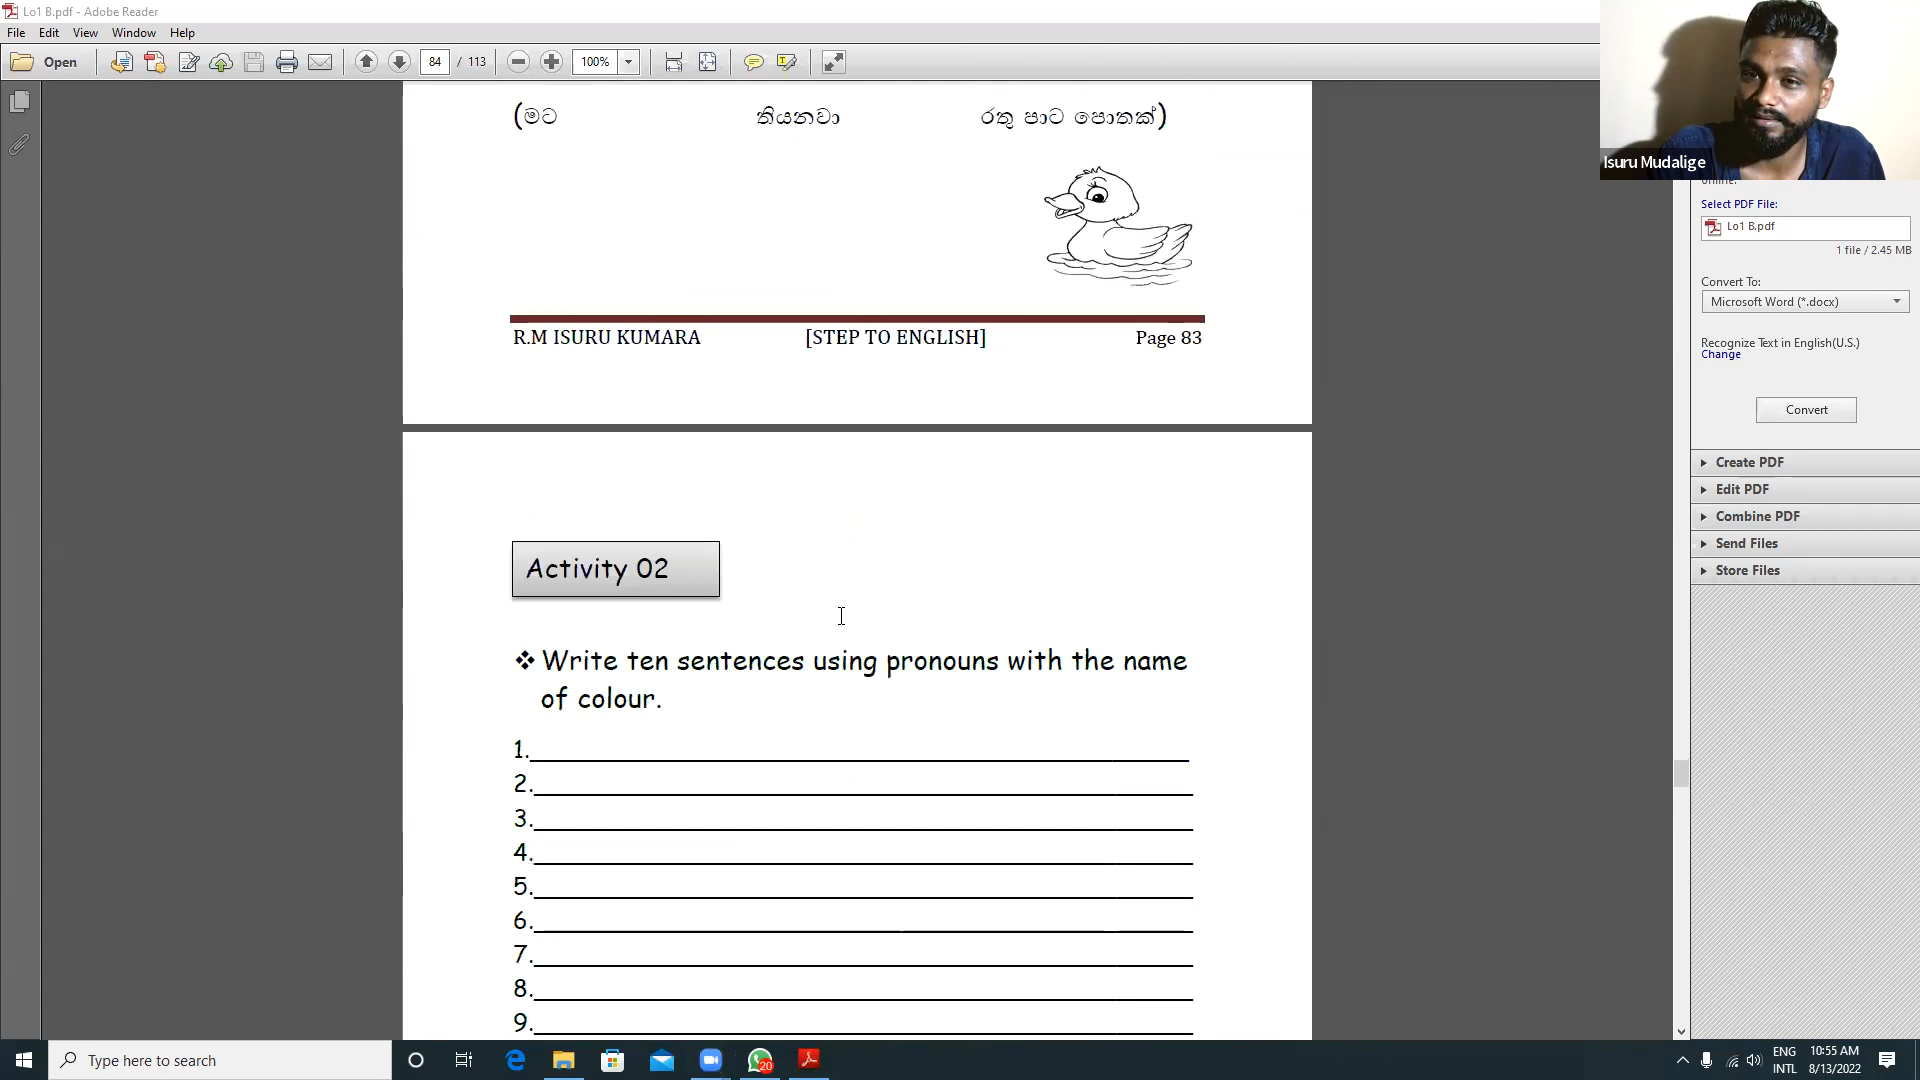 Lo1 B.pdf - Adobe Reader
File Edit View Window Help
Open 84 / 113 100%
(මට තියනවා රතු පාට පොතක්)
R.M ISURU KUMARA [STEP TO ENGLISH] Page 83
Activity 02
❖ Write ten sentences using pronouns with the name
of colour.
1.
2.
3.
4.
5.
6.
7.
8.
9.
Isuru Mudalige
Select PDF File:
Lo1 B.pdf
1 file / 2.45 MB
Convert To:
Microsoft Word (*.docx)
Recognize Text in English(U.S.)
Change
Convert
Create PDF
Edit PDF
Combine PDF
Send Files
Store Files
Type here to search
20
ENG
INTL
10:55 AM
8/13/2022